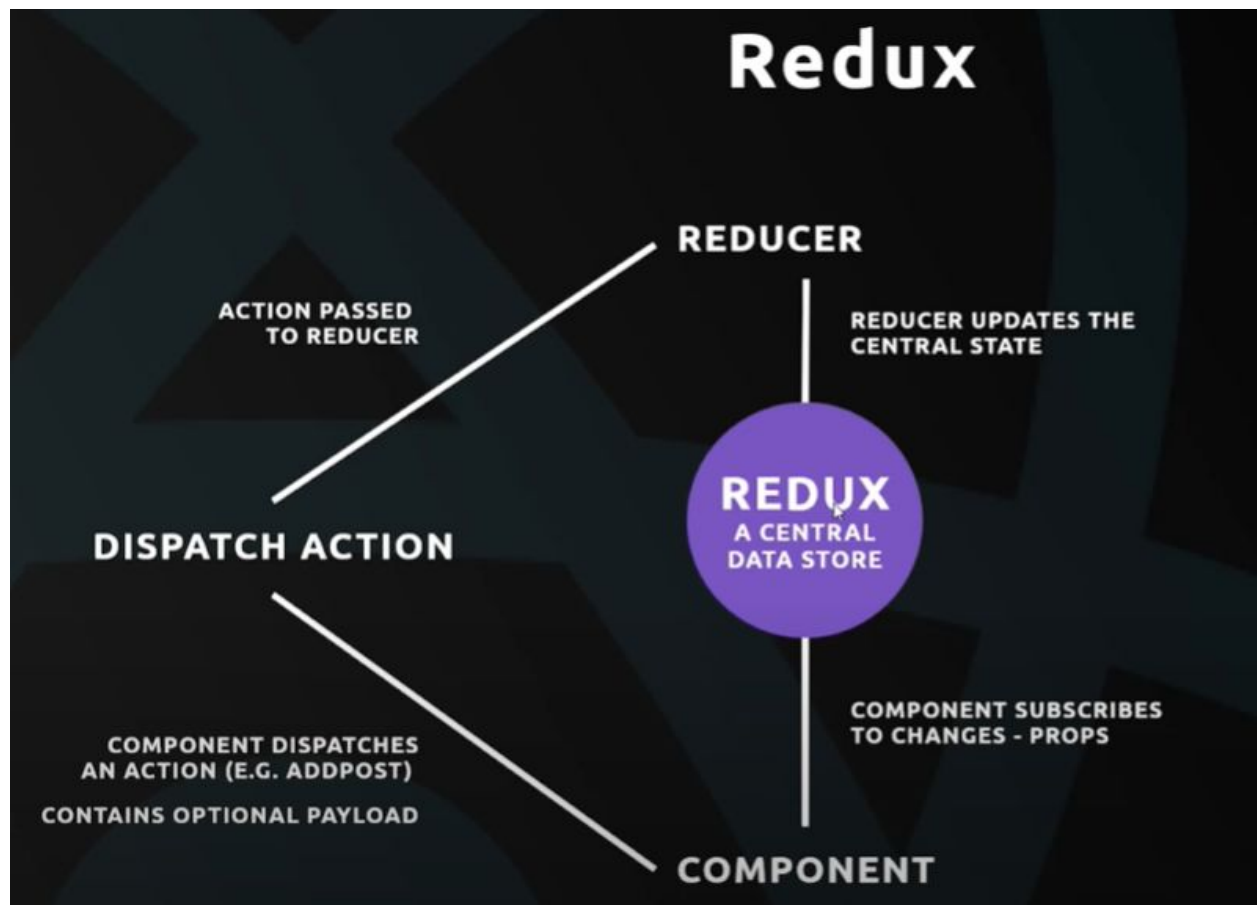 Redux
REDUCER
ACTION PASSED
TO REDUCER
REDUCER UPDATES THE
CENTRAL STATE
REDUX
A CENTRAL
DATA STORE
DISPATCH ACTION
COMPONENT SUBSCRIBES
TO CHANGES - PROPS
COMPONENT DISPATCHES
AN ACTION (E.G. ADDPOST)
CONTAINS OPTIONAL PAYLOAD
COMPONENT